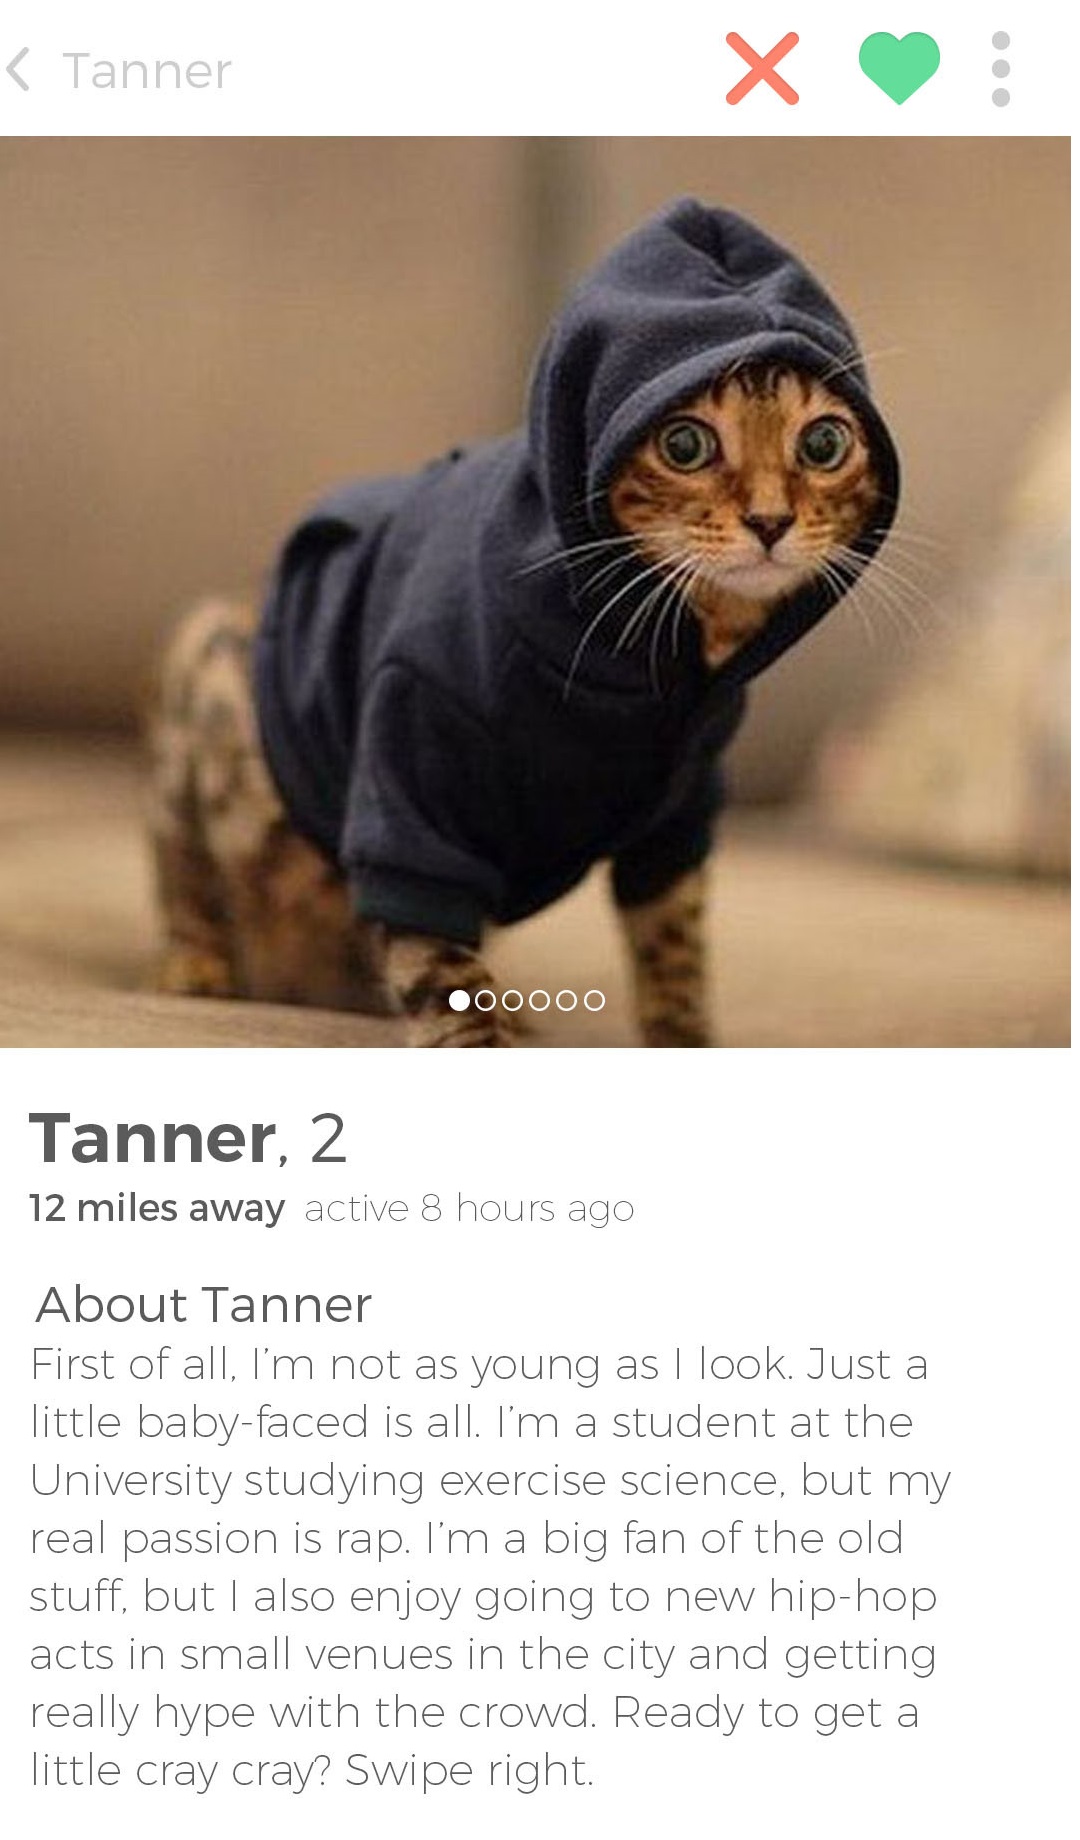 Tanner
Tanner, 2
12 miles away active 8 hours ago
About Tanner
First of all, I'm not as young as I look. Just a
little baby-faced is all. I'm a student at the
University studying exercise science, but my
real passion is rap. I'm a big fan of the old
stuff, but I also enjoy going to new hip-hop
acts in small venues in the city and getting
really hype with the crowd. Ready to get a
little cray cray? Swipe right.